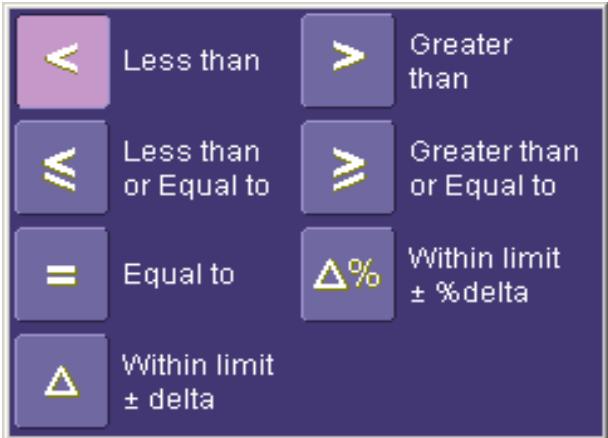 < Less than
> Greater
than
≤ Less than
or Equal to
≥ Greater than
or Equal to
= Equal to
Δ% Within limit
± %delta
Δ Within limit
± delta